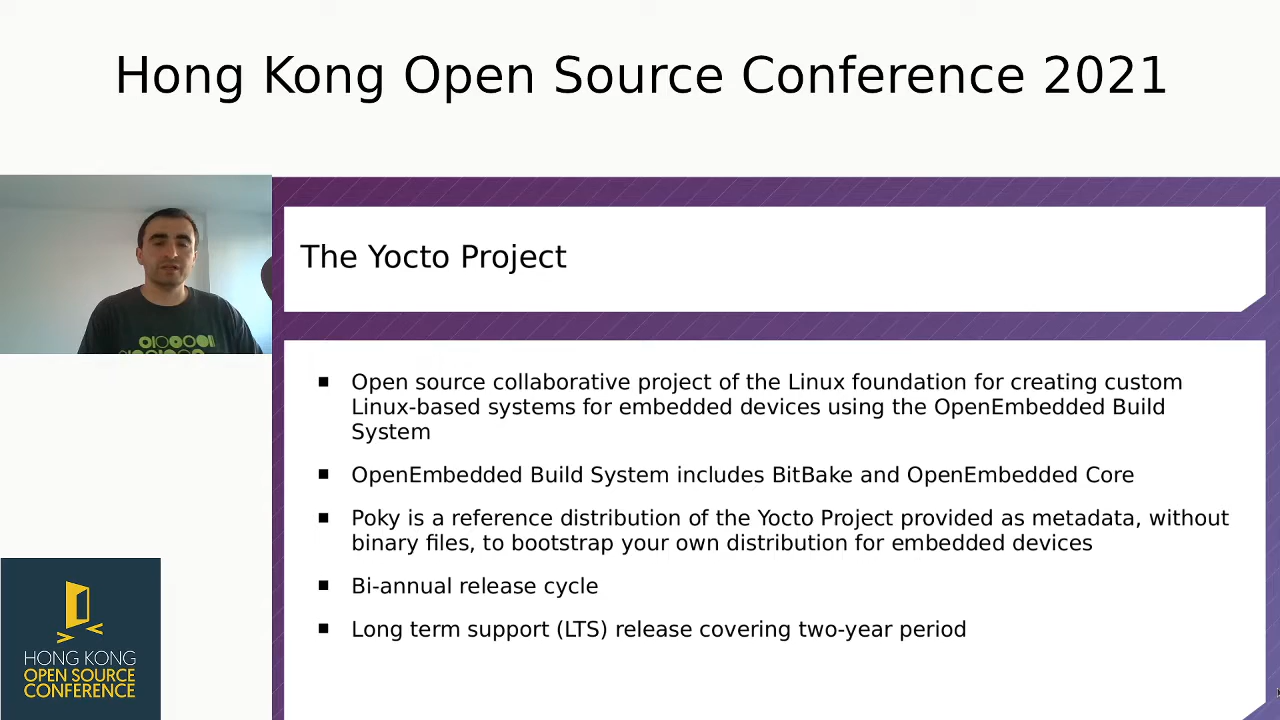 Hong Kong Open Source Conference 2021
The Yocto Project
Open source collaborative project of the Linux foundation for creating custom
Linux-based systems for embedded devices using the OpenEmbedded Build
System
OpenEmbedded Build System includes BitBake and OpenEmbedded Core
Poky is a reference distribution of the Yocto Project provided as metadata, without
binary files, to bootstrap your own distribution for embedded devices
Bi-annual release cycle
Long term support (LTS) release covering two-year period
HONG KONG
OPEN SOURCE
CONFERENCE